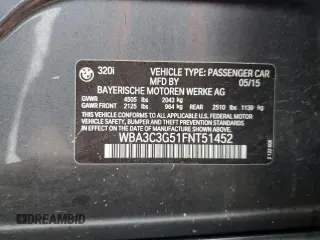 320i
VEHICLE TYPE: PASSENGER CAR
MFD BY 05/15
BAYERISCHE MOTOREN WERKE AG
GVWR 4505 lbs 2043 kg
GAWR FRONT 2125 lbs 964 kg REAR 2510 lbs 1139 kg
THIS VEHICLE CONFORMS TO ALL APPLICABLE U.S. FEDERAL MOTOR
VEHICLE SAFETY, BUMPER, AND THEFT PREVENTION STANDARDS
IN EFFECT ON THE DATE OF MANUFACTURE SHOWN ABOVE.
WBA3C3G51FNT51452
DREAMBID